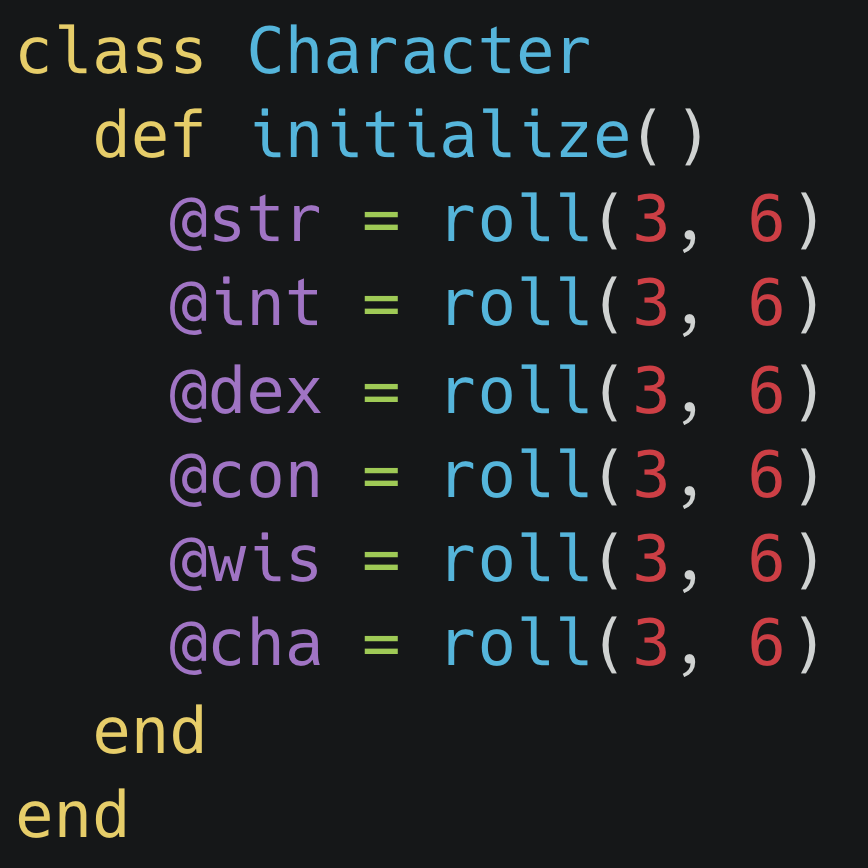 class Character
  def initialize()
    @str = roll(3, 6)
    @int = roll(3, 6)
    @dex = roll(3, 6)
    @con = roll(3, 6)
    @wis = roll(3, 6)
    @cha = roll(3, 6)
  end
end